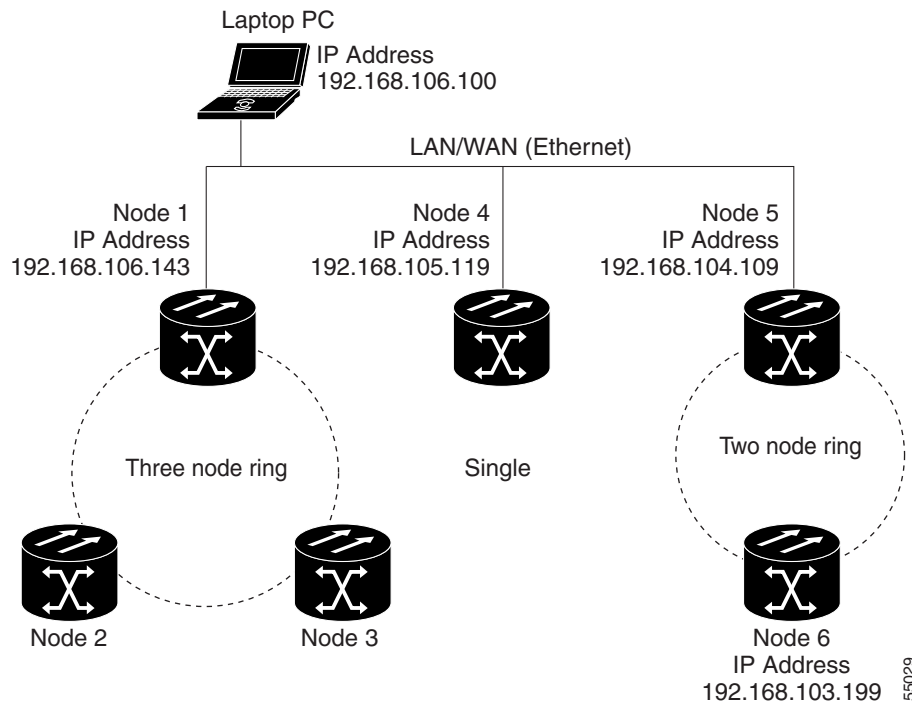 Laptop PC
IP Address
192.168.106.100
LAN/WAN (Ethernet)
Node 1
IP Address
192.168.106.143
Node 4
IP Address
192.168.105.119
Node 5
IP Address
192.168.104.109
Three node ring
Single
Two node ring
Node 2
Node 3
Node 6
IP Address
192.168.103.199
55029